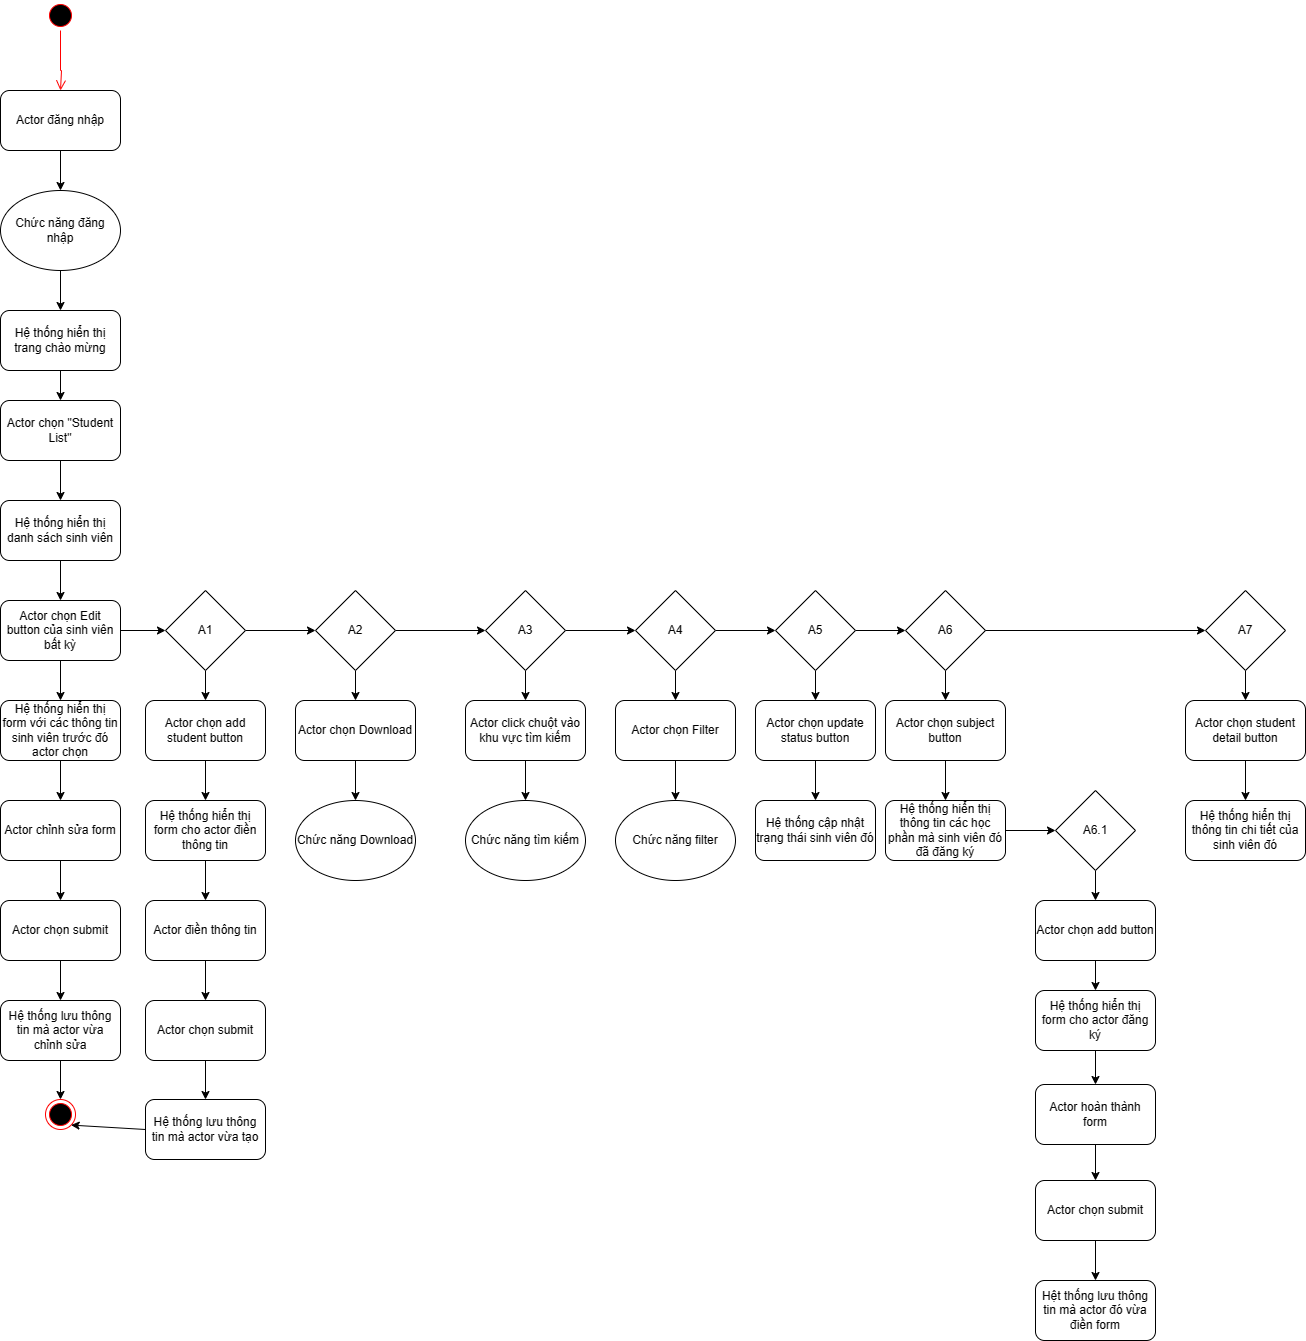 Actor đăng nhập
Chức năng đăng
nhập
Hệ thống hiển thị
trang chào mừng
Actor chọn "Student
List"
Hệ thống hiển thị
danh sách sinh viên
Actor chọn Edit
button của sinh viên
bất kỳ
A1
A2
A3
A4
A5
A6
A7
Hệ thống hiển thị
form với các thông tin
sinh viên trước đó
actor chọn
Actor chọn add
student button
Actor chọn Download
Actor click chuột vào
khu vực tìm kiếm
Actor chọn Filter
Actor chọn update
status button
Actor chọn subject
button
Actor chọn student
detail button
Actor chỉnh sửa form
Hệ thống hiển thị
form cho actor điền
thông tin
Chức năng Download
Chức năng tìm kiếm
Chức năng filter
Hệ thống cập nhật
trạng thái sinh viên đó
Hệ thống hiển thị
thông tin các học
phần mà sinh viên đó
đã đăng ký
A6.1
Hệ thống hiển thị
thông tin chi tiết của
sinh viên đó
Actor chọn submit
Actor điền thông tin
Actor chọn add button
Hệ thống lưu thông
tin mà actor vừa
chỉnh sửa
Actor chọn submit
Hệ thống hiển thị
form cho actor đăng
ký
Hệ thống lưu thông
tin mà actor vừa tạo
Actor hoàn thành
form
Actor chọn submit
Hệt thống lưu thông
tin mà actor đó vừa
điền form